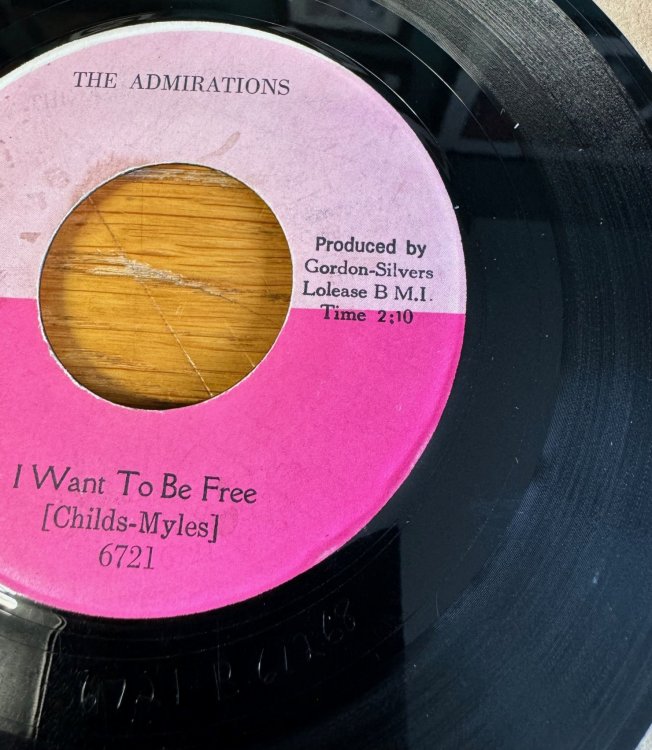 THE ADMIRATIONS
Produced by
Gordon-Silvers
Lolease B M.I.
Time 2:10
I Want To Be Free
[Childs-Myles]
6721